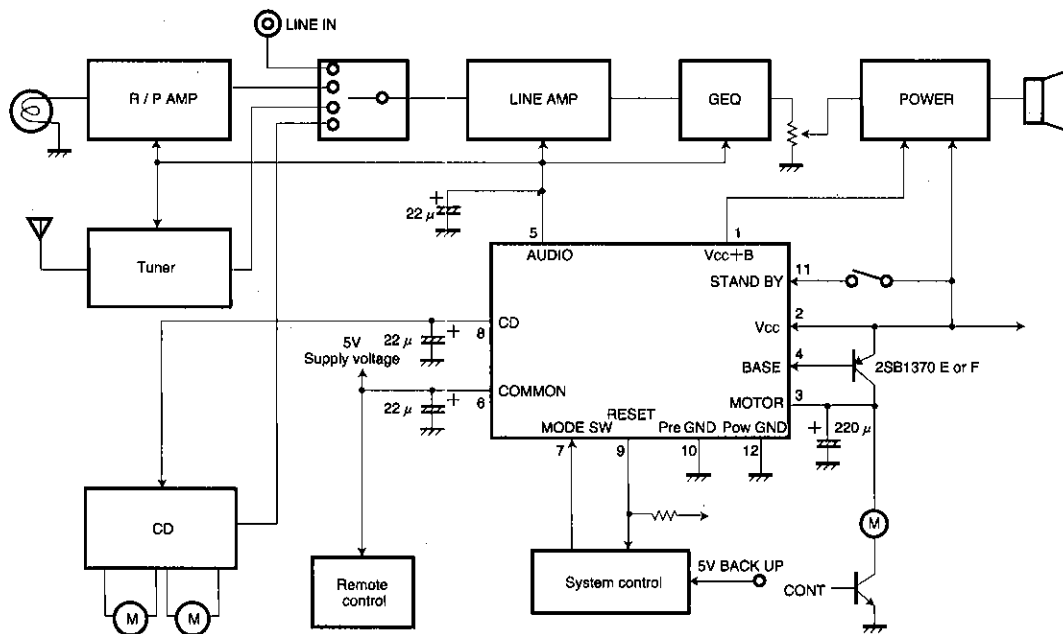 LINE IN
R / P AMP
LINE AMP
GEQ
POWER
22 μ
+
5
1
AUDIO
Vcc+B
Tuner
STAND BY
11
CD
8
22 μ
+
Vcc
2
5V
Supply voltage
BASE
4
2SB1370 E or F
COMMON
6
22 μ
+
MOTOR
3
RESET
MODE SW
Pre GND
Pow GND
+
220 μ
7
9
10
12
CD
M
M
Remote
control
System control
5V BACK UP
M
CONT